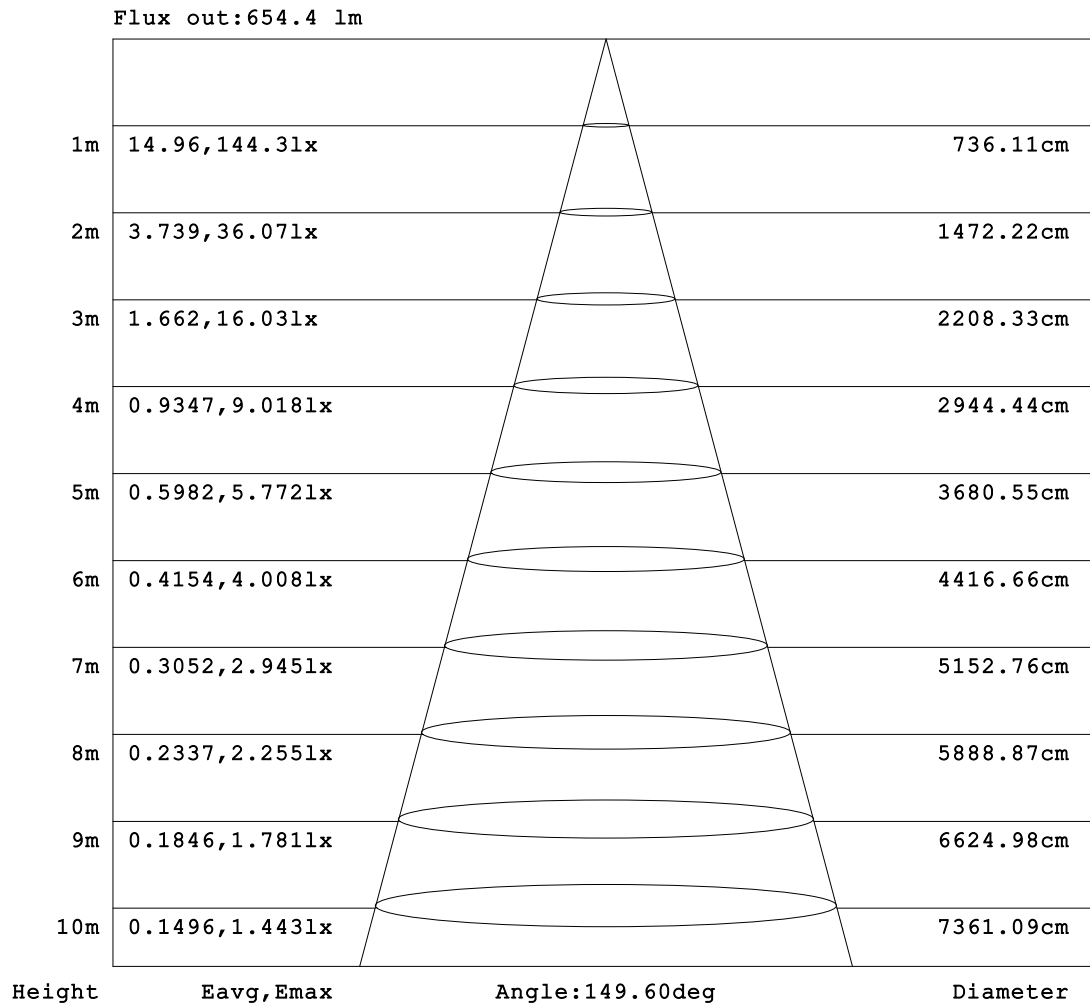 Flux out:654.4 lm
1m 14.96,144.3lx 736.11cm
2m 3.739,36.07lx 1472.22cm
3m 1.662,16.03lx 2208.33cm
4m 0.9347,9.018lx 2944.44cm
5m 0.5982,5.772lx 3680.55cm
6m 0.4154,4.008lx 4416.66cm
7m 0.3052,2.945lx 5152.76cm
8m 0.2337,2.255lx 5888.87cm
9m 0.1846,1.781lx 6624.98cm
10m 0.1496,1.443lx 7361.09cm
Height Eavg,Emax Angle:149.60deg Diameter